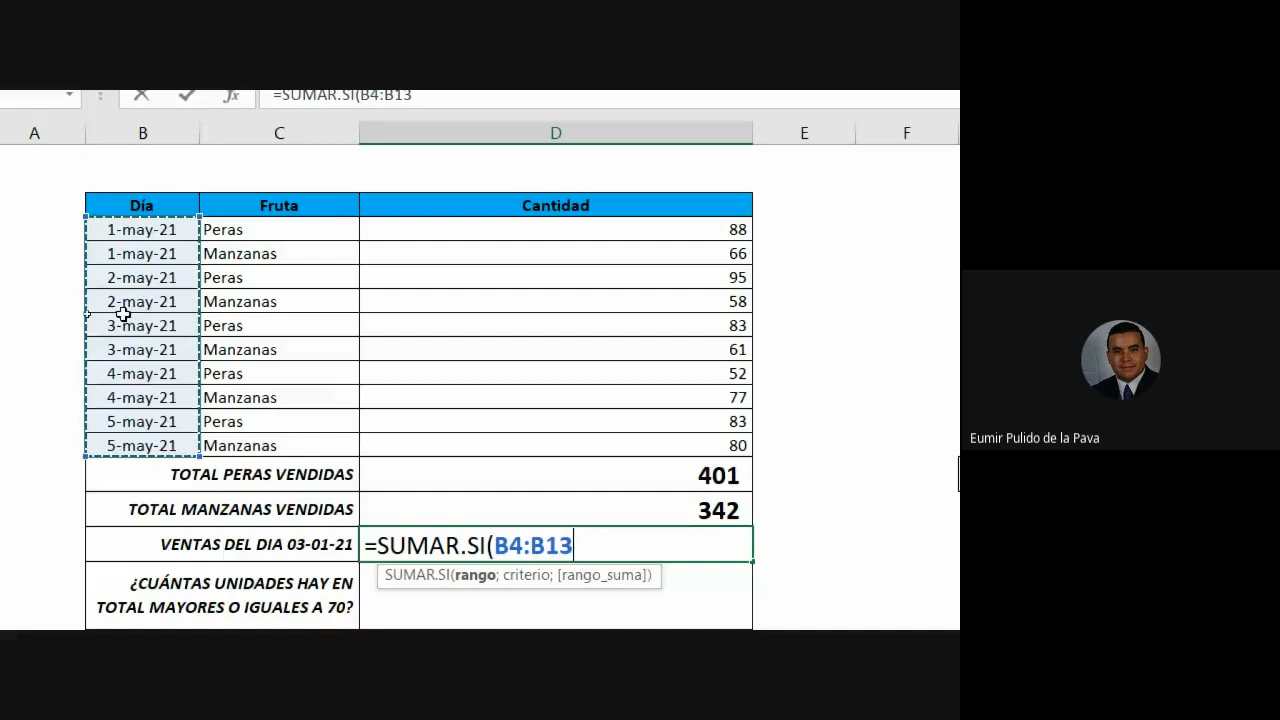 =SUMAR.SI(B4:B13
A B C D E F
Día Fruta Cantidad
1-may-21 Peras 88
1-may-21 Manzanas 66
2-may-21 Peras 95
2-may-21 Manzanas 58
3-may-21 Peras 83
3-may-21 Manzanas 61
4-may-21 Peras 52
4-may-21 Manzanas 77
5-may-21 Peras 83
5-may-21 Manzanas 80
TOTAL PERAS VENDIDAS 401
TOTAL MANZANAS VENDIDAS 342
VENTAS DEL DIA 03-01-21 =SUMAR.SI(B4:B13
SUMAR.SI(rango; criterio; [rango_suma])
¿CUÁNTAS UNIDADES HAY EN
TOTAL MAYORES O IGUALES A 70?
Eumir Pulido de la Pava